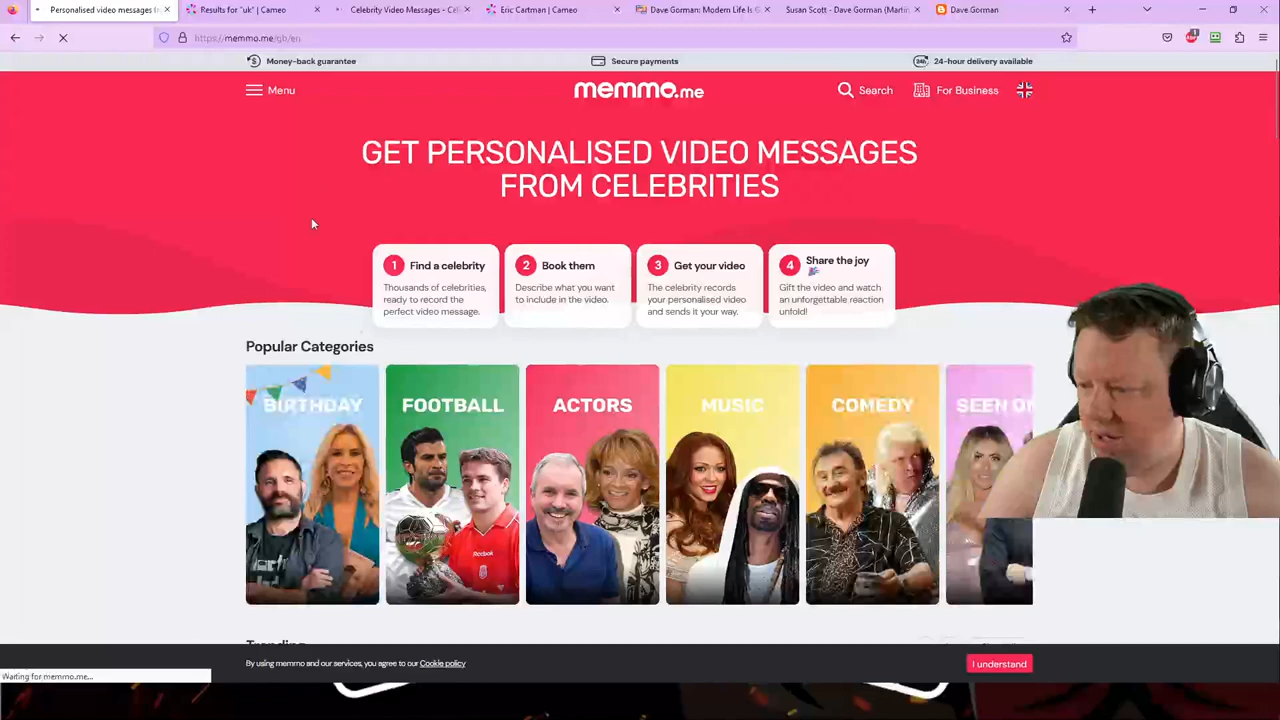 Personalised video messages fr
Results for "uk" | Cameo
Celebrity Video Messages - Cel
Eric Cartman | Cameo
Dave Gorman: Modern Life Is G
Susan Scott - Dave Gorman (Martin
Dave Gorman
https://memmo.me/gb/en
Money-back guarantee
Secure payments
24-hour delivery available
Menu
memmo.me
Search
For Business
GET PERSONALISED VIDEO MESSAGES
FROM CELEBRITIES
1 Find a celebrity
Thousands of celebrities,
ready to record the
perfect video message.
2 Book them
Describe what you want
to include in the video.
3 Get your video
The celebrity records
your personalised video
and sends it your way.
4 Share the joy
Gift the video and watch
an unforgettable reaction
unfold!
Popular Categories
BIRTHDAY
FOOTBALL
ACTORS
MUSIC
COMEDY
SEEN ON
Reebok
Trending
By using memmo and our services, you agree to our Cookie policy
I understand
Waiting for memmo.me...